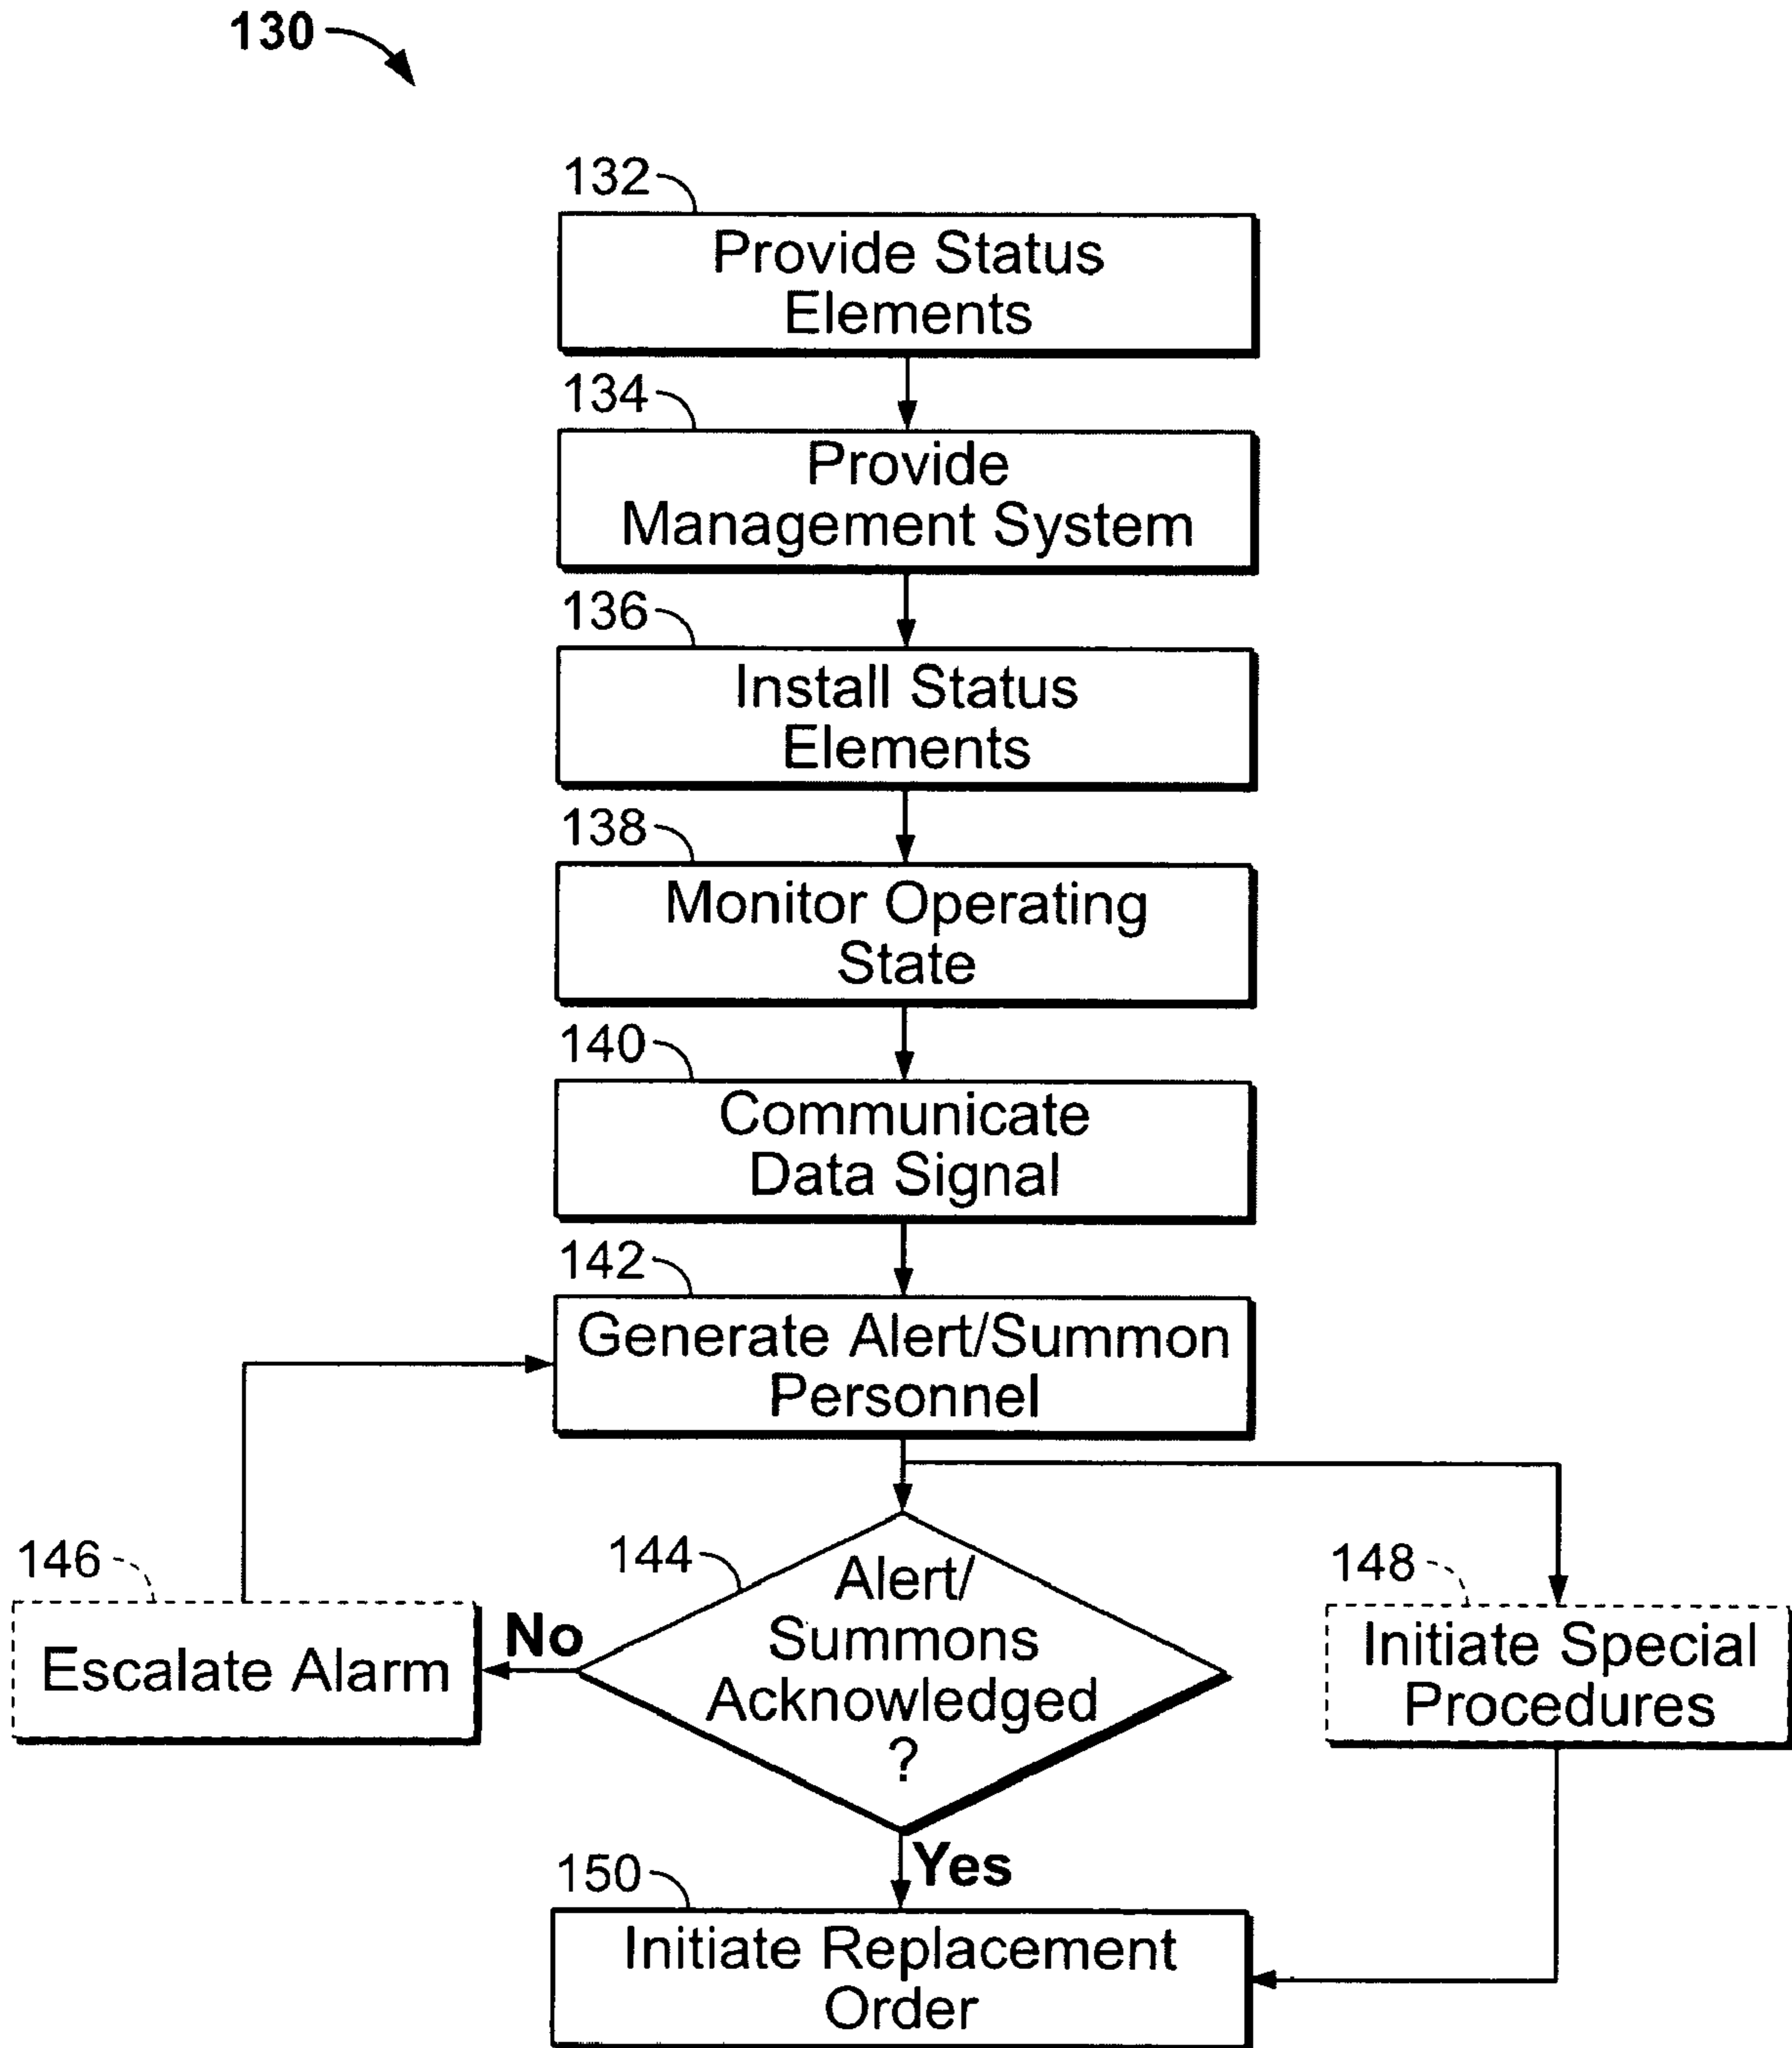 130
132
Provide Status
Elements
134
Provide
Management System
136
Install Status
Elements
138
Monitor Operating
State
140
Communicate
Data Signal
142
Generate Alert/Summon
Personnel
146
Escalate Alarm
No
144
Alert/
Summons
Acknowledged
?
148
Initiate Special
Procedures
Yes
150
Initiate Replacement
Order